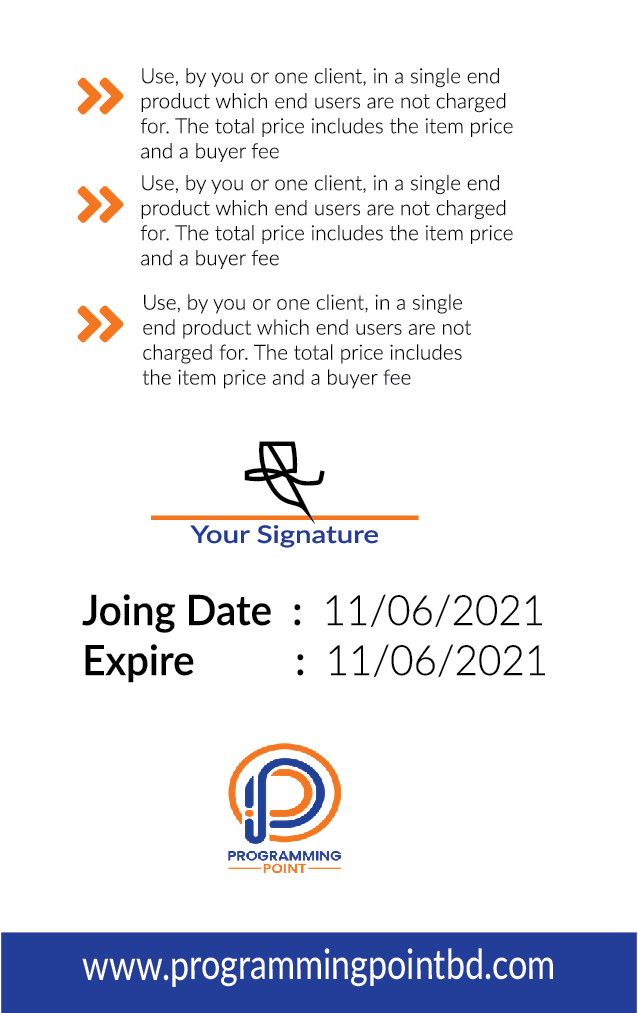 Use, by you or one client, in a single end
product which end users are not charged
for. The total price includes the item price
and a buyer fee
Use, by you or one client, in a single end
product which end users are not charged
for. The total price includes the item price
and a buyer fee
Use, by you or one client, in a single
end product which end users are not
charged for. The total price includes
the item price and a buyer fee
Your Signature
Joing Date : 11/06/2021
Expire : 11/06/2021
PROGRAMMING
POINT
www.programmingpointbd.com